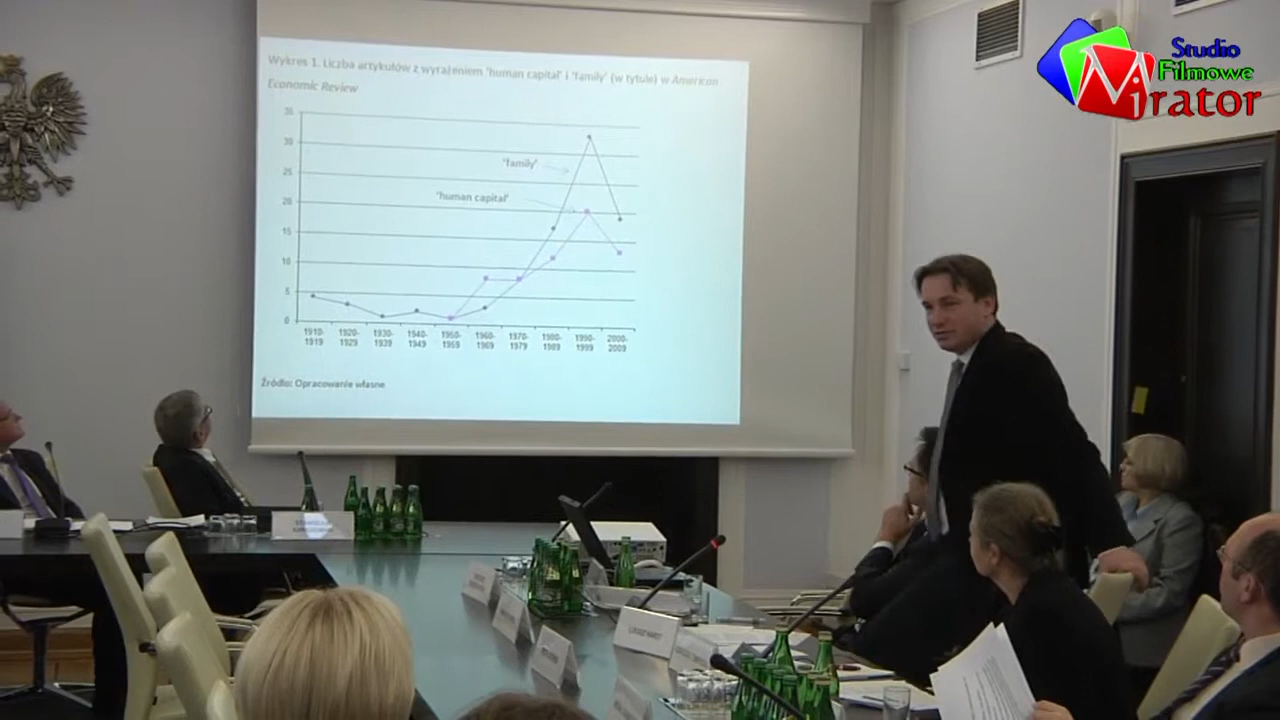 Wykres 1. Liczba artykułów z wyrażeniem 'human capital' i 'family' (w tytule) w American
Economic Review
35
30
25
20
15
10
5
0
'family'
'human capital'
1910- 1920- 1930- 1940- 1950- 1960- 1970- 1980- 1990- 2000-
1919 1929 1939 1949 1959 1969 1979 1989 1999 2009
Źródło: Opracowanie własne
Studio
Filmowe
Mirator